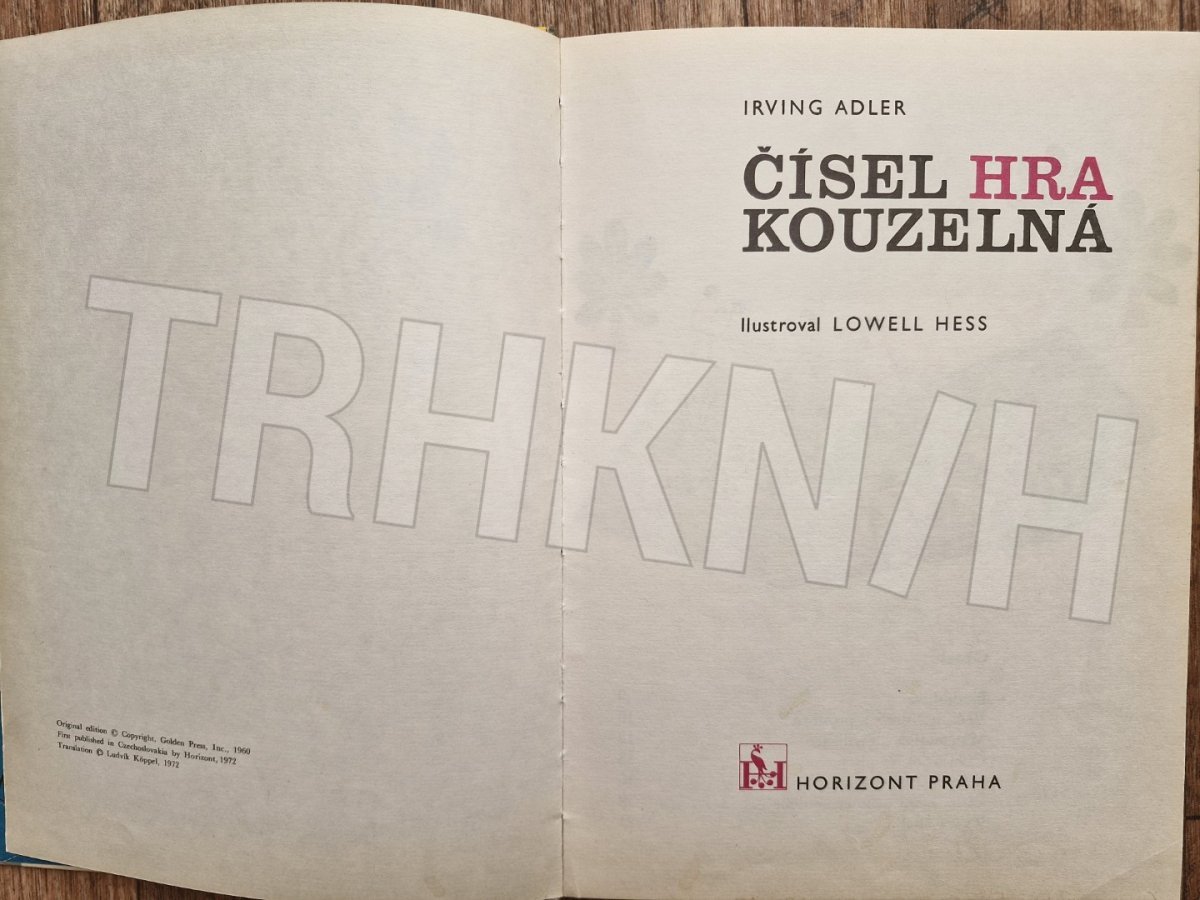 Original edition © Copyright, Golden Press, Inc., 1960
First published in Czechoslovakia by Horizont, 1972
Translation © Ludvík Köppel, 1972
IRVING ADLER
ČÍSEL HRA
KOUZELNÁ
Ilustroval LOWELL HESS
HORIZONT PRAHA
TRHKN/H